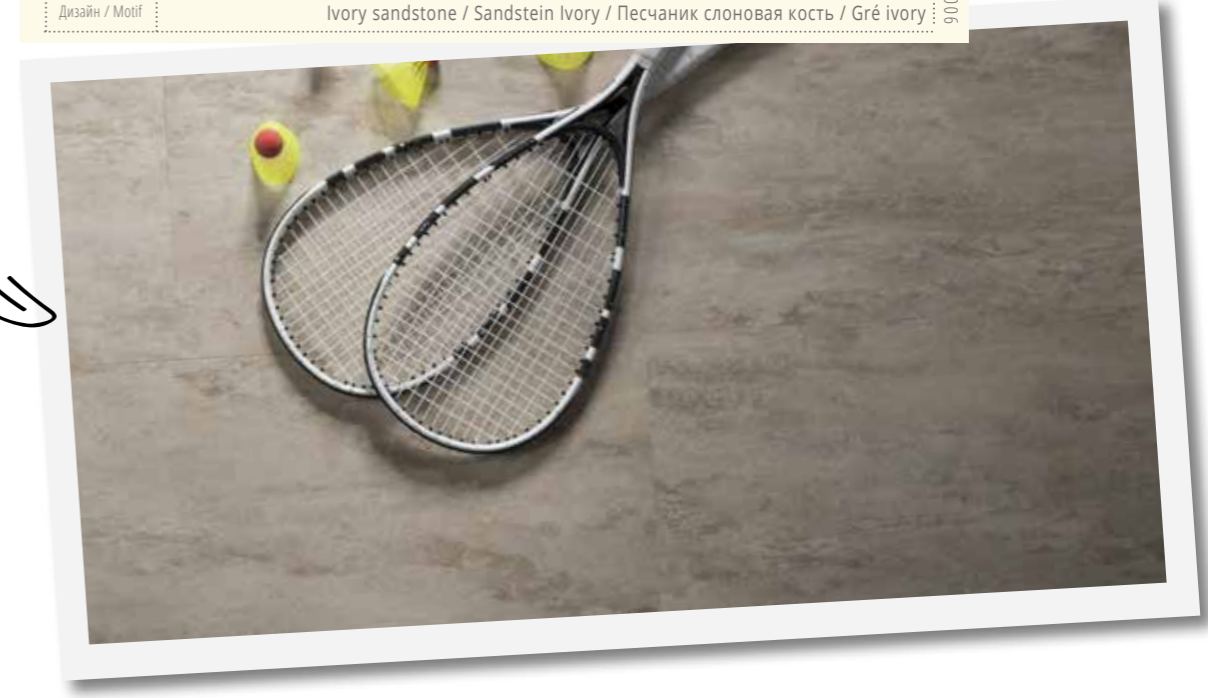 Дизайн / Motif
Ivory sandstone / Sandstein Ivory / Песчаник слоновая кость / Gré ivory